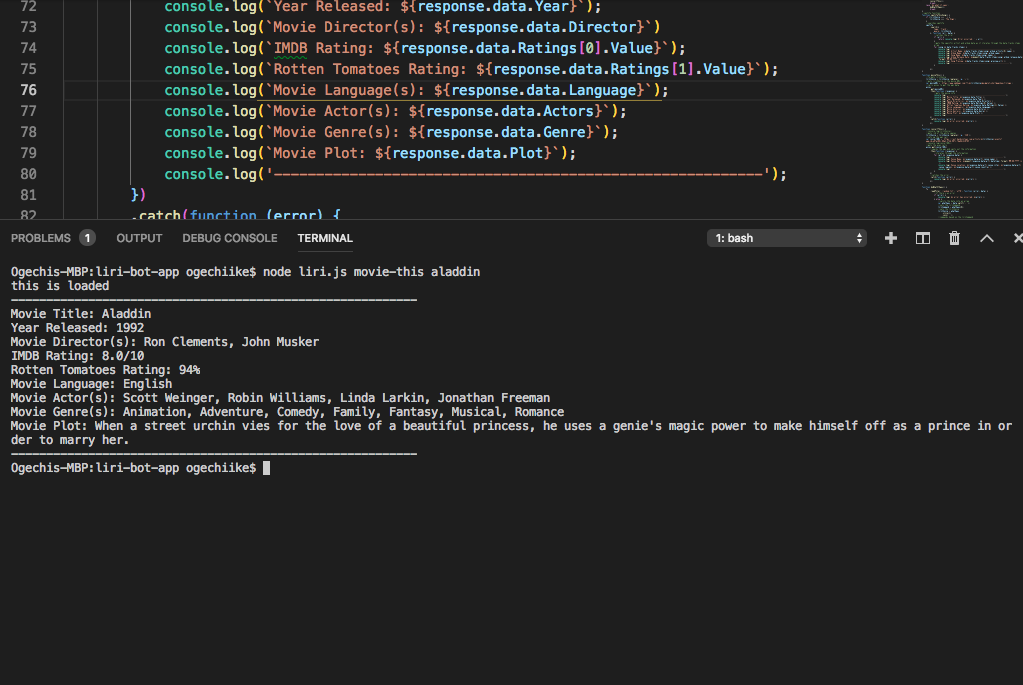 72 console.log(`Year Released: ${response.data.Year}`);
73 console.log(`Movie Director(s): ${response.data.Director}`)
74 console.log(`IMDB Rating: ${response.data.Ratings[0].Value}`);
75 console.log(`Rotten Tomatoes Rating: ${response.data.Ratings[1].Value}`);
76 console.log(`Movie Language(s): ${response.data.Language}`);
77 console.log(`Movie Actor(s): ${response.data.Actors}`);
78 console.log(`Movie Genre(s): ${response.data.Genre}`);
79 console.log(`Movie Plot: ${response.data.Plot}`);
80 console.log('----------------------------------------------------------');
81 })
82 .catch(function (error) {
PROBLEMS 1 OUTPUT DEBUG CONSOLE TERMINAL 1: bash
Ogechis-MBP:liri-bot-app ogechiike$ node liri.js movie-this aladdin
this is loaded
----------------------------------------------------------
Movie Title: Aladdin
Year Released: 1992
Movie Director(s): Ron Clements, John Musker
IMDB Rating: 8.0/10
Rotten Tomatoes Rating: 94%
Movie Language: English
Movie Actor(s): Scott Weinger, Robin Williams, Linda Larkin, Jonathan Freeman
Movie Genre(s): Animation, Adventure, Comedy, Family, Fantasy, Musical, Romance
Movie Plot: When a street urchin vies for the love of a beautiful princess, he uses a genie's magic power to make himself off as a prince in or
der to marry her.
----------------------------------------------------------
Ogechis-MBP:liri-bot-app ogechiike$